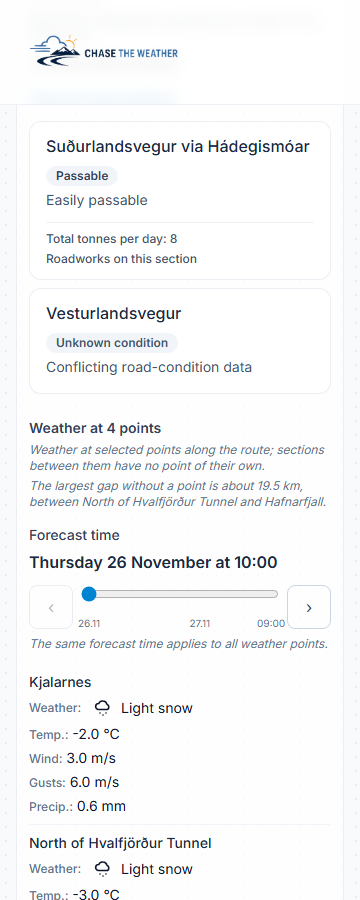 CHASE THE WEATHER
Suðurlandsvegur via Hádegismóar
Passable
Easily passable
Total tonnes per day: 8
Roadworks on this section
Vesturlandsvegur
Unknown condition
Conflicting road-condition data
Weather at 4 points
Weather at selected points along the route; sections
between them have no point of their own.
The largest gap without a point is about 19.5 km,
between North of Hvalfjörður Tunnel and Hafnarfjall.
Forecast time
Thursday 26 November at 10:00
‹ ›
26.11 27.11 09:00
The same forecast time applies to all weather points.
Kjalarnes
Weather: Light snow
Temp.: -2.0 °C
Wind: 3.0 m/s
Gusts: 6.0 m/s
Precip.: 0.6 mm
North of Hvalfjörður Tunnel
Weather: Light snow
Temp.: -3.0 °C